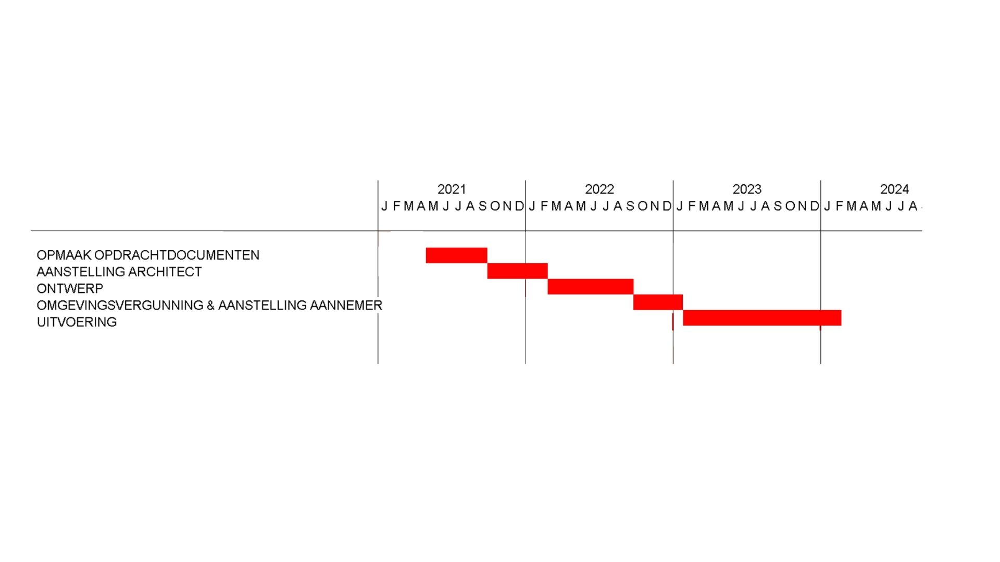 2021 2022 2023 2024
J F M A M J J A S O N D J F M A M J J A S O N D J F M A M J J A S O N D J F M A M J J A
OPMAAK OPDRACHTDOCUMENTEN
AANSTELLING ARCHITECT
ONTWERP
OMGEVINGSVERGUNNING & AANSTELLING AANNEMER
UITVOERING